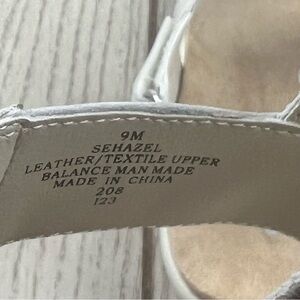 9M
SEHAZEL
LEATHER/TEXTILE UPPER
BALANCE MAN MADE
MADE IN CHINA
208
123